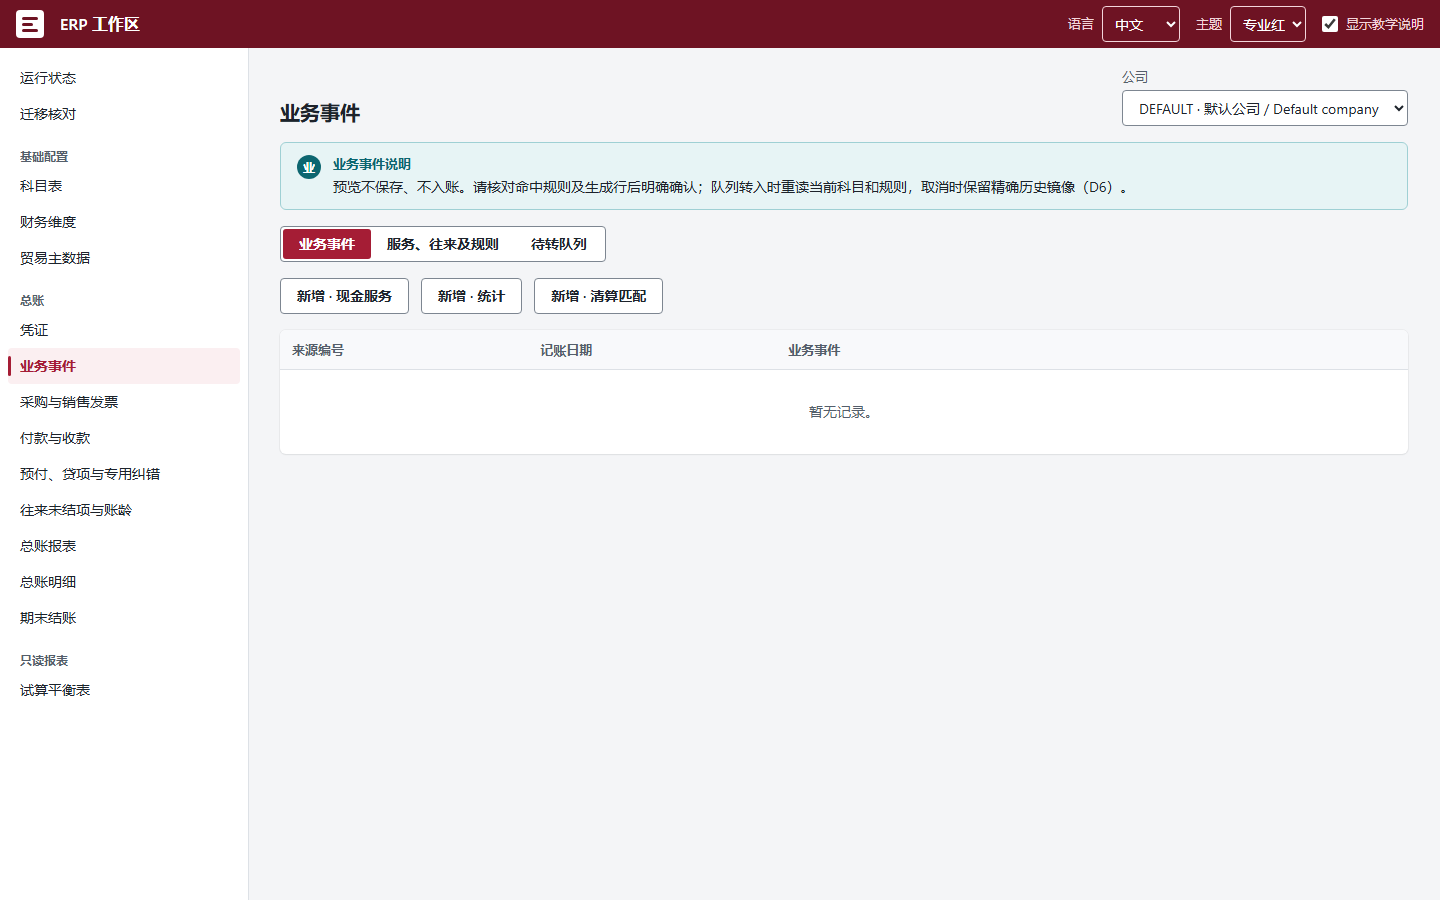 ERP 工作区
语言
中文
主题
专业红
显示教学说明
运行状态
迁移核对
基础配置
科目表
财务维度
贸易主数据
总账
凭证
业务事件
采购与销售发票
付款与收款
预付、贷项与专用纠错
往来未结项与账龄
总账报表
总账明细
期末结账
只读报表
试算平衡表
公司
业务事件
DEFAULT · 默认公司 / Default company
业
业务事件说明
预览不保存、不入账。请核对命中规则及生成行后明确确认；队列转入时重读当前科目和规则，取消时保留精确历史镜像（D6）。
业务事件
服务、往来及规则
待转队列
新增 · 现金服务
新增 · 统计
新增 · 清算匹配
来源编号
记账日期
业务事件
暂无记录。